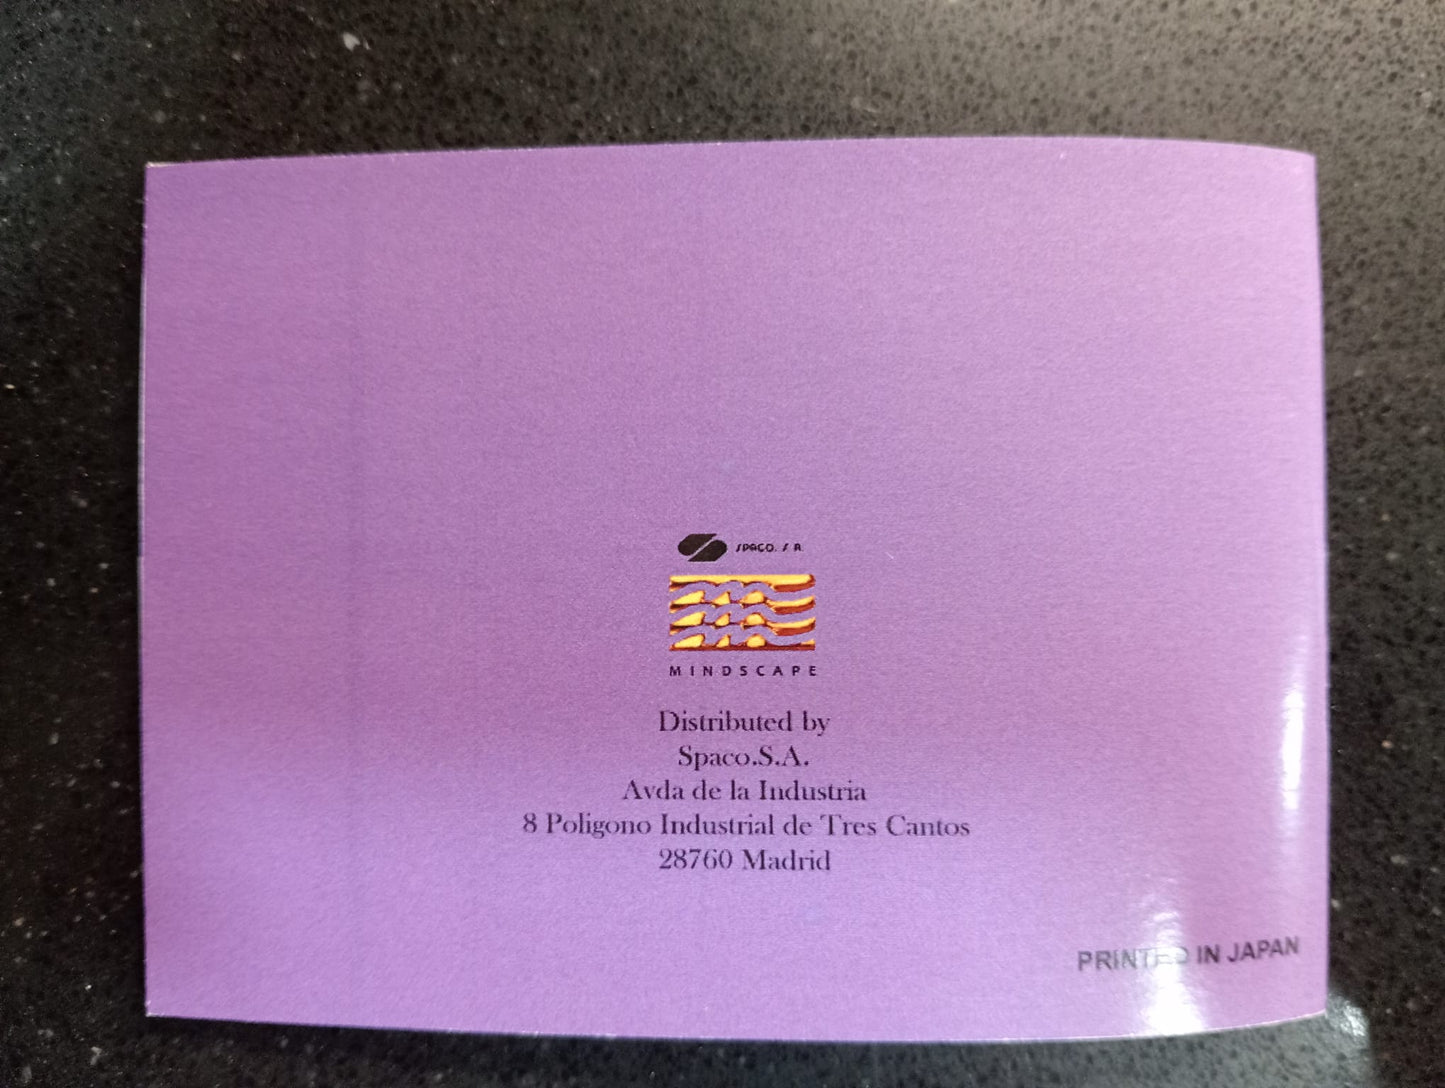 SPACO. S A
MINDSCAPE
Distributed by
Spaco.S.A.
Avda de la Industria
8 Poligono Industrial de Tres Cantos
28760 Madrid
PRINTED IN JAPAN